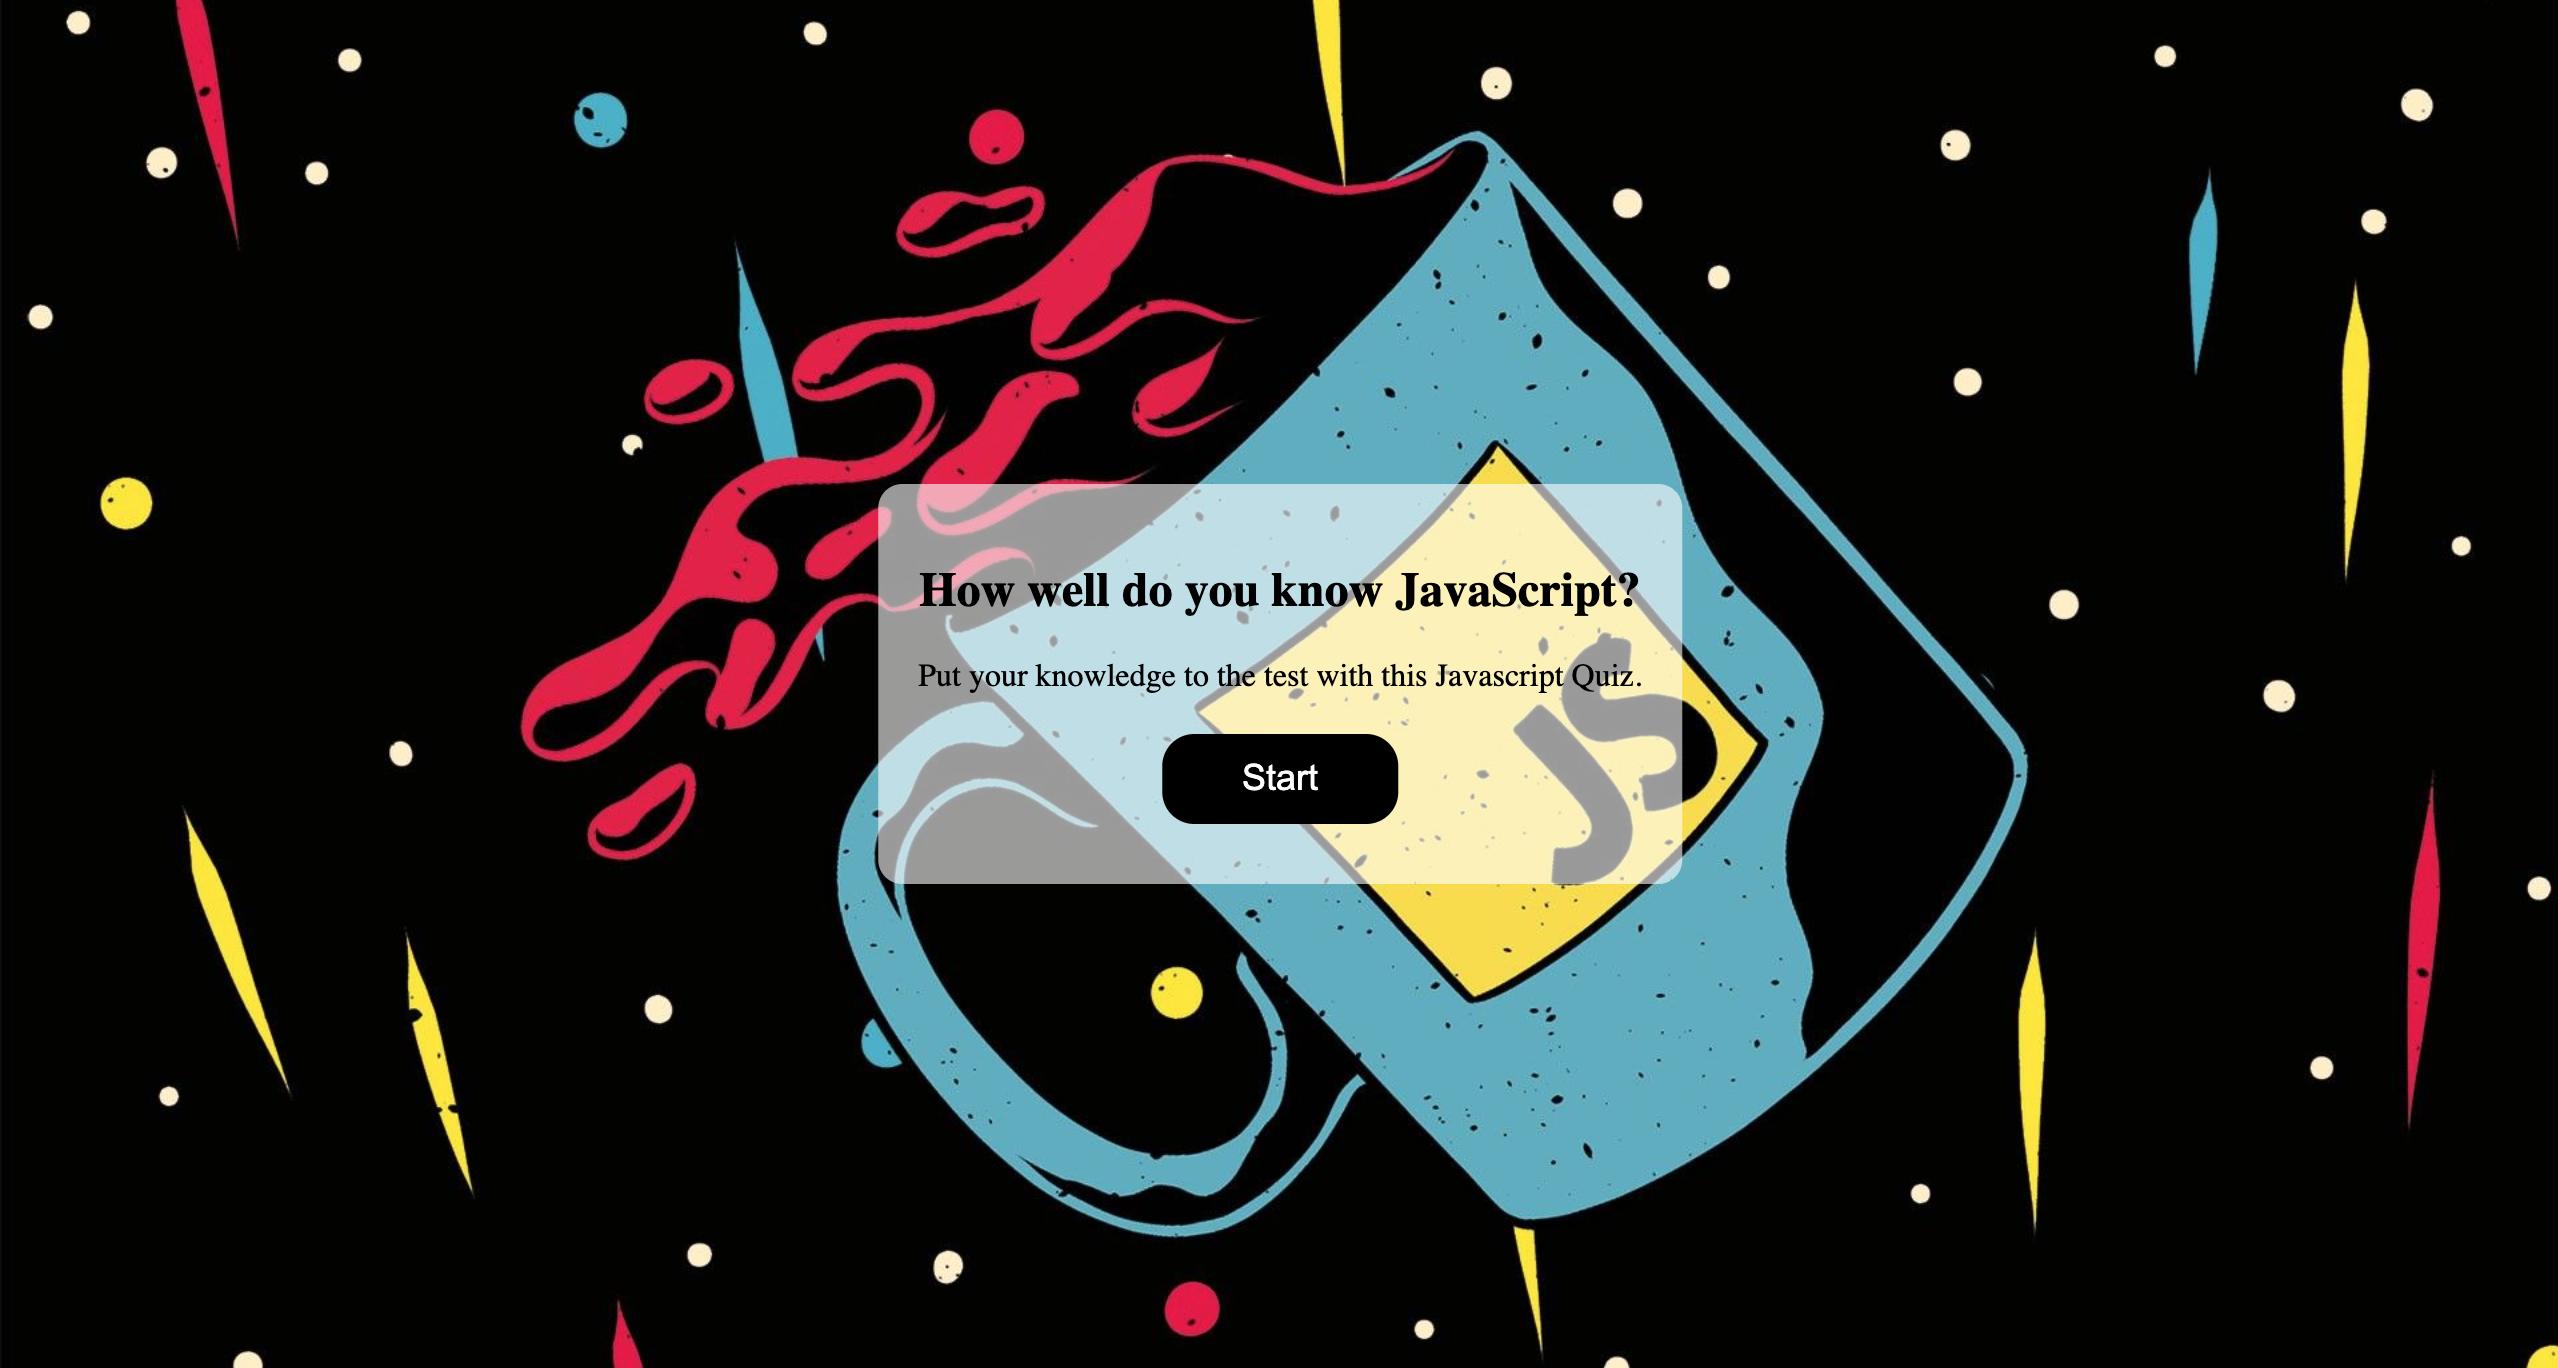 How well do you know JavaScript?
Put your knowledge to the test with this Javascript Quiz.
JS
Start